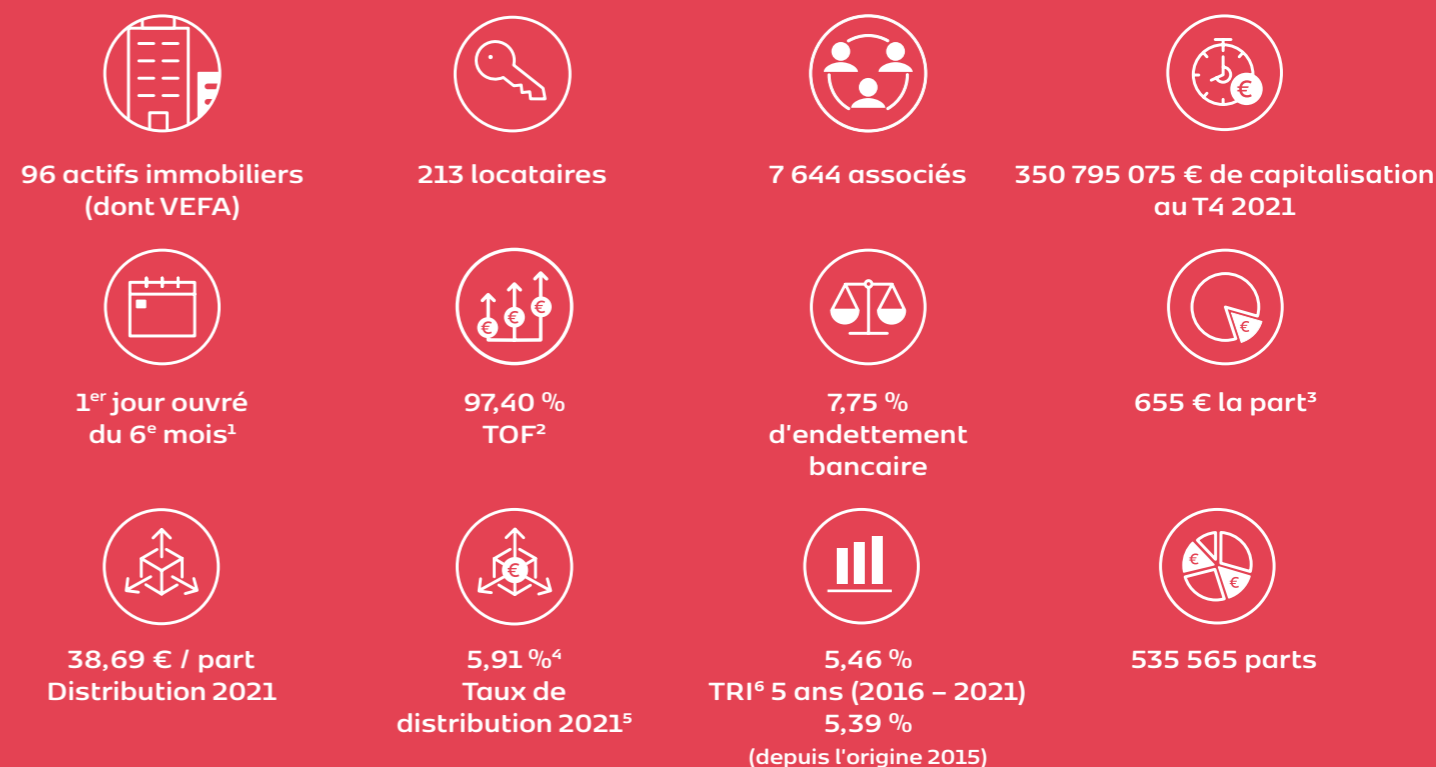 96 actifs immobiliers
(dont VEFA)
213 locataires
7 644 associés
350 795 075 € de capitalisation
au T4 2021
1er jour ouvré
du 6e mois1
97,40 %
TOF2
7,75 %
d'endettement
bancaire
655 € la part3
38,69 € / part
Distribution 2021
5,91 %4
Taux de
distribution 20215
5,46 %
TRI6 5 ans (2016 – 2021)
5,39 %
(depuis l'origine 2015)
535 565 parts